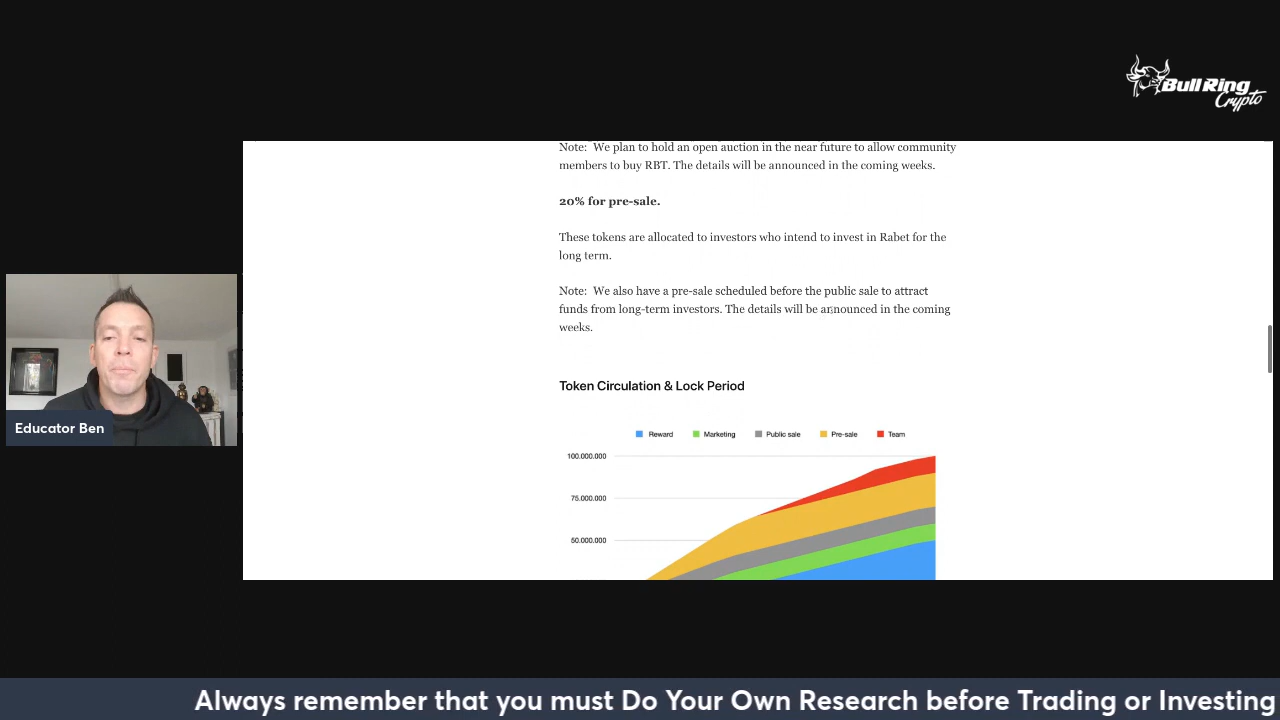 Bull Ring
Crypto
Note: We plan to hold an open auction in the near future to allow community
members to buy RBT. The details will be announced in the coming weeks.
20% for pre-sale.
These tokens are allocated to investors who intend to invest in Rabet for the
long term.
Note: We also have a pre-sale scheduled before the public sale to attract
funds from long-term investors. The details will be announced in the coming
weeks.
Token Circulation & Lock Period
Reward Marketing Public sale Pre-sale Team
100.000.000
75.000.000
50.000.000
Educator Ben
Always remember that you must Do Your Own Research before Trading or Investing